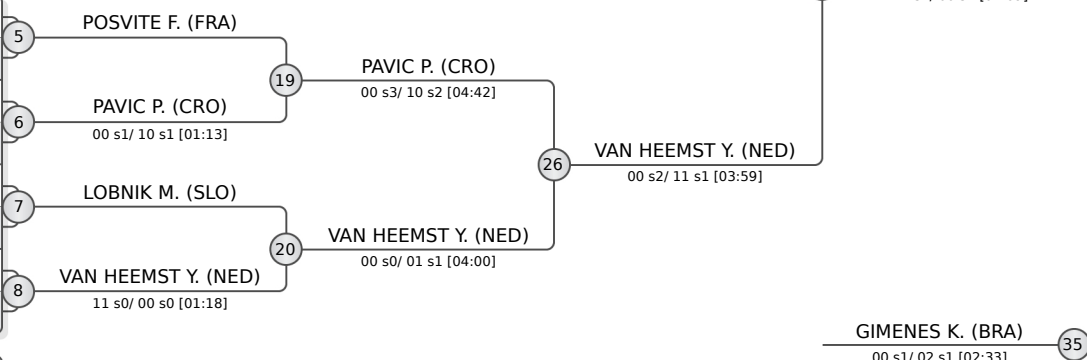 POSVITE F. (FRA)
5
19
PAVIC P. (CRO)
00 s3/ 10 s2 [04:42]
PAVIC P. (CRO)
6
00 s1/ 10 s1 [01:13]
26
VAN HEEMST Y. (NED)
00 s2/ 11 s1 [03:59]
LOBNIK M. (SLO)
7
20
VAN HEEMST Y. (NED)
00 s0/ 01 s1 [04:00]
VAN HEEMST Y. (NED)
8
11 s0/ 00 s0 [01:18]
GIMENES K. (BRA)
35
00 s1/ 02 s1 [02:33]